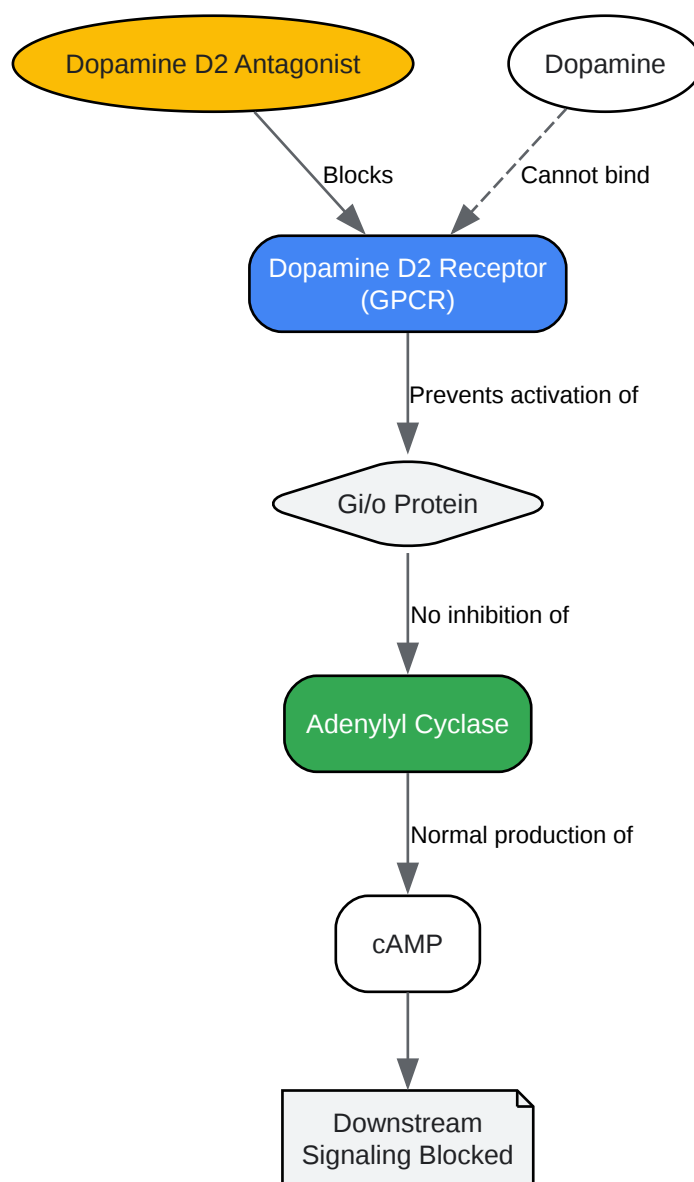 Dopamine D2 Antagonist
Dopamine
Blocks
Cannot bind
Dopamine D2 Receptor
(GPCR)
Prevents activation of
Gi/o Protein
No inhibition of
Adenylyl Cyclase
Normal production of
cAMP
Downstream
Signaling Blocked